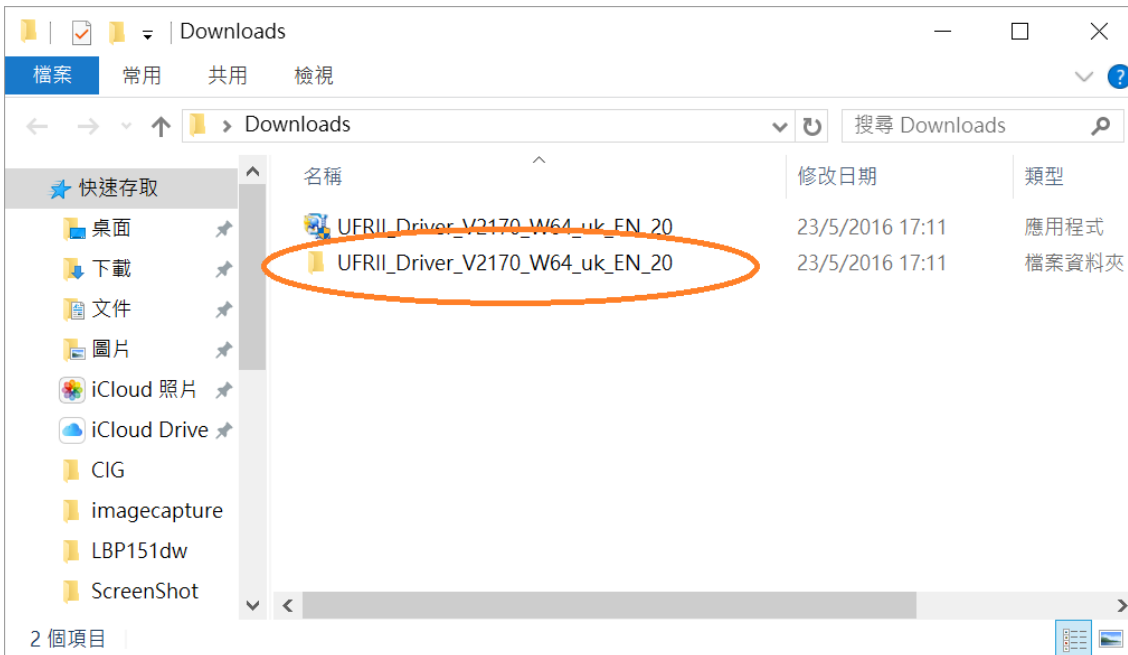 Downloads
檔案 常用 共用 檢視 ?
Downloads 搜尋 Downloads
快速存取 名稱 修改日期 類型
桌面 UFRII_Driver_V2170_W64_uk_EN_20 23/5/2016 17:11 應用程式
下載 UFRII_Driver_V2170_W64_uk_EN_20 23/5/2016 17:11 檔案資料夾
文件
圖片
iCloud 照片
iCloud Drive
CIG
imagecapture
LBP151dw
ScreenShot
2 個項目